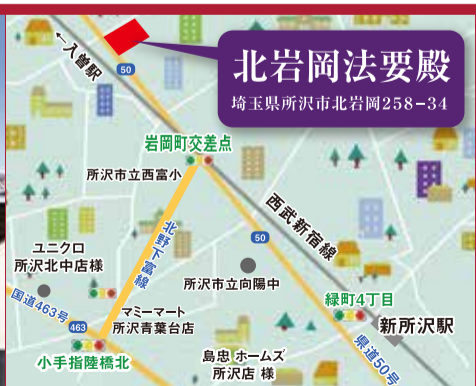 北岩岡法要殿
埼玉県所沢市北岩岡258-34
←入曽駅
50
岩岡町交差点
所沢市立西富小
北野下富線
西武新宿線
50
ユニクロ
所沢北中店様
所沢市立向陽中
国道463号
マミーマート
所沢青葉台店
緑町4丁目
463
新所沢駅
小手指陸橋北
島忠 ホームズ
所沢店 様
県道50号